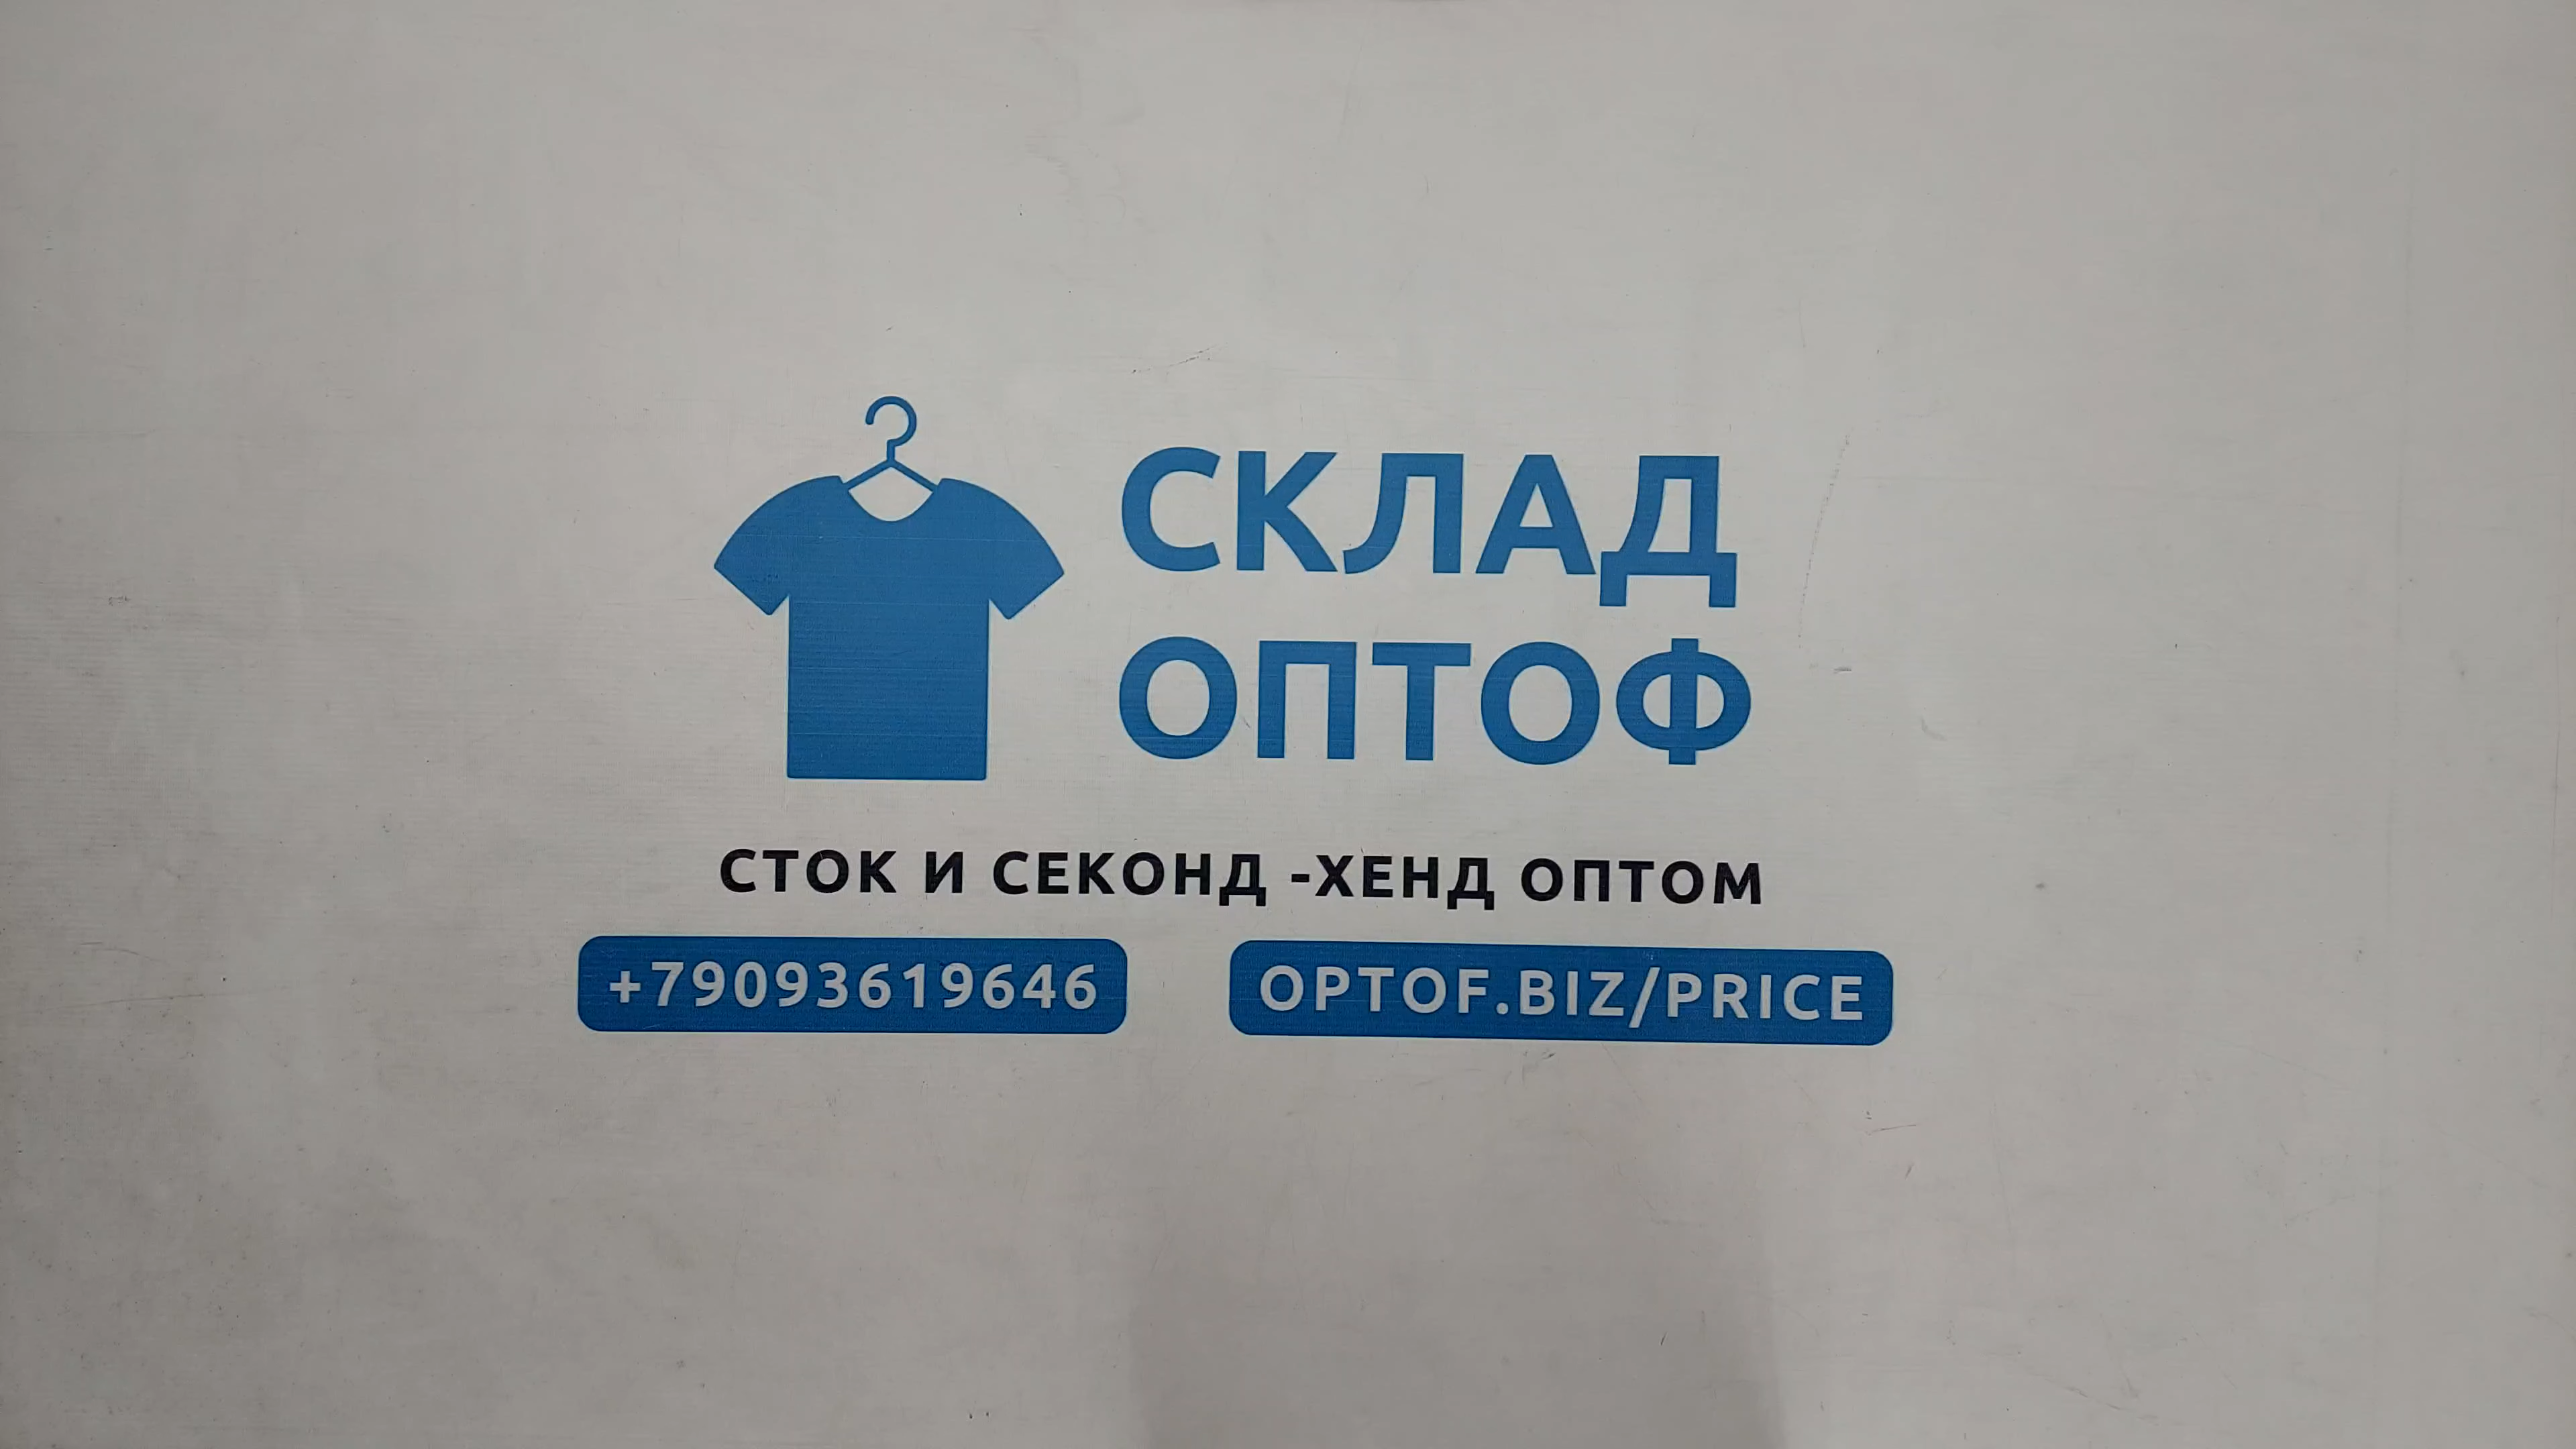 СКЛАД
ОПТОФ
СТОК И СЕКОНД -ХЕНД ОПТОМ
+79093619646
OPTOF.BIZ/PRICE